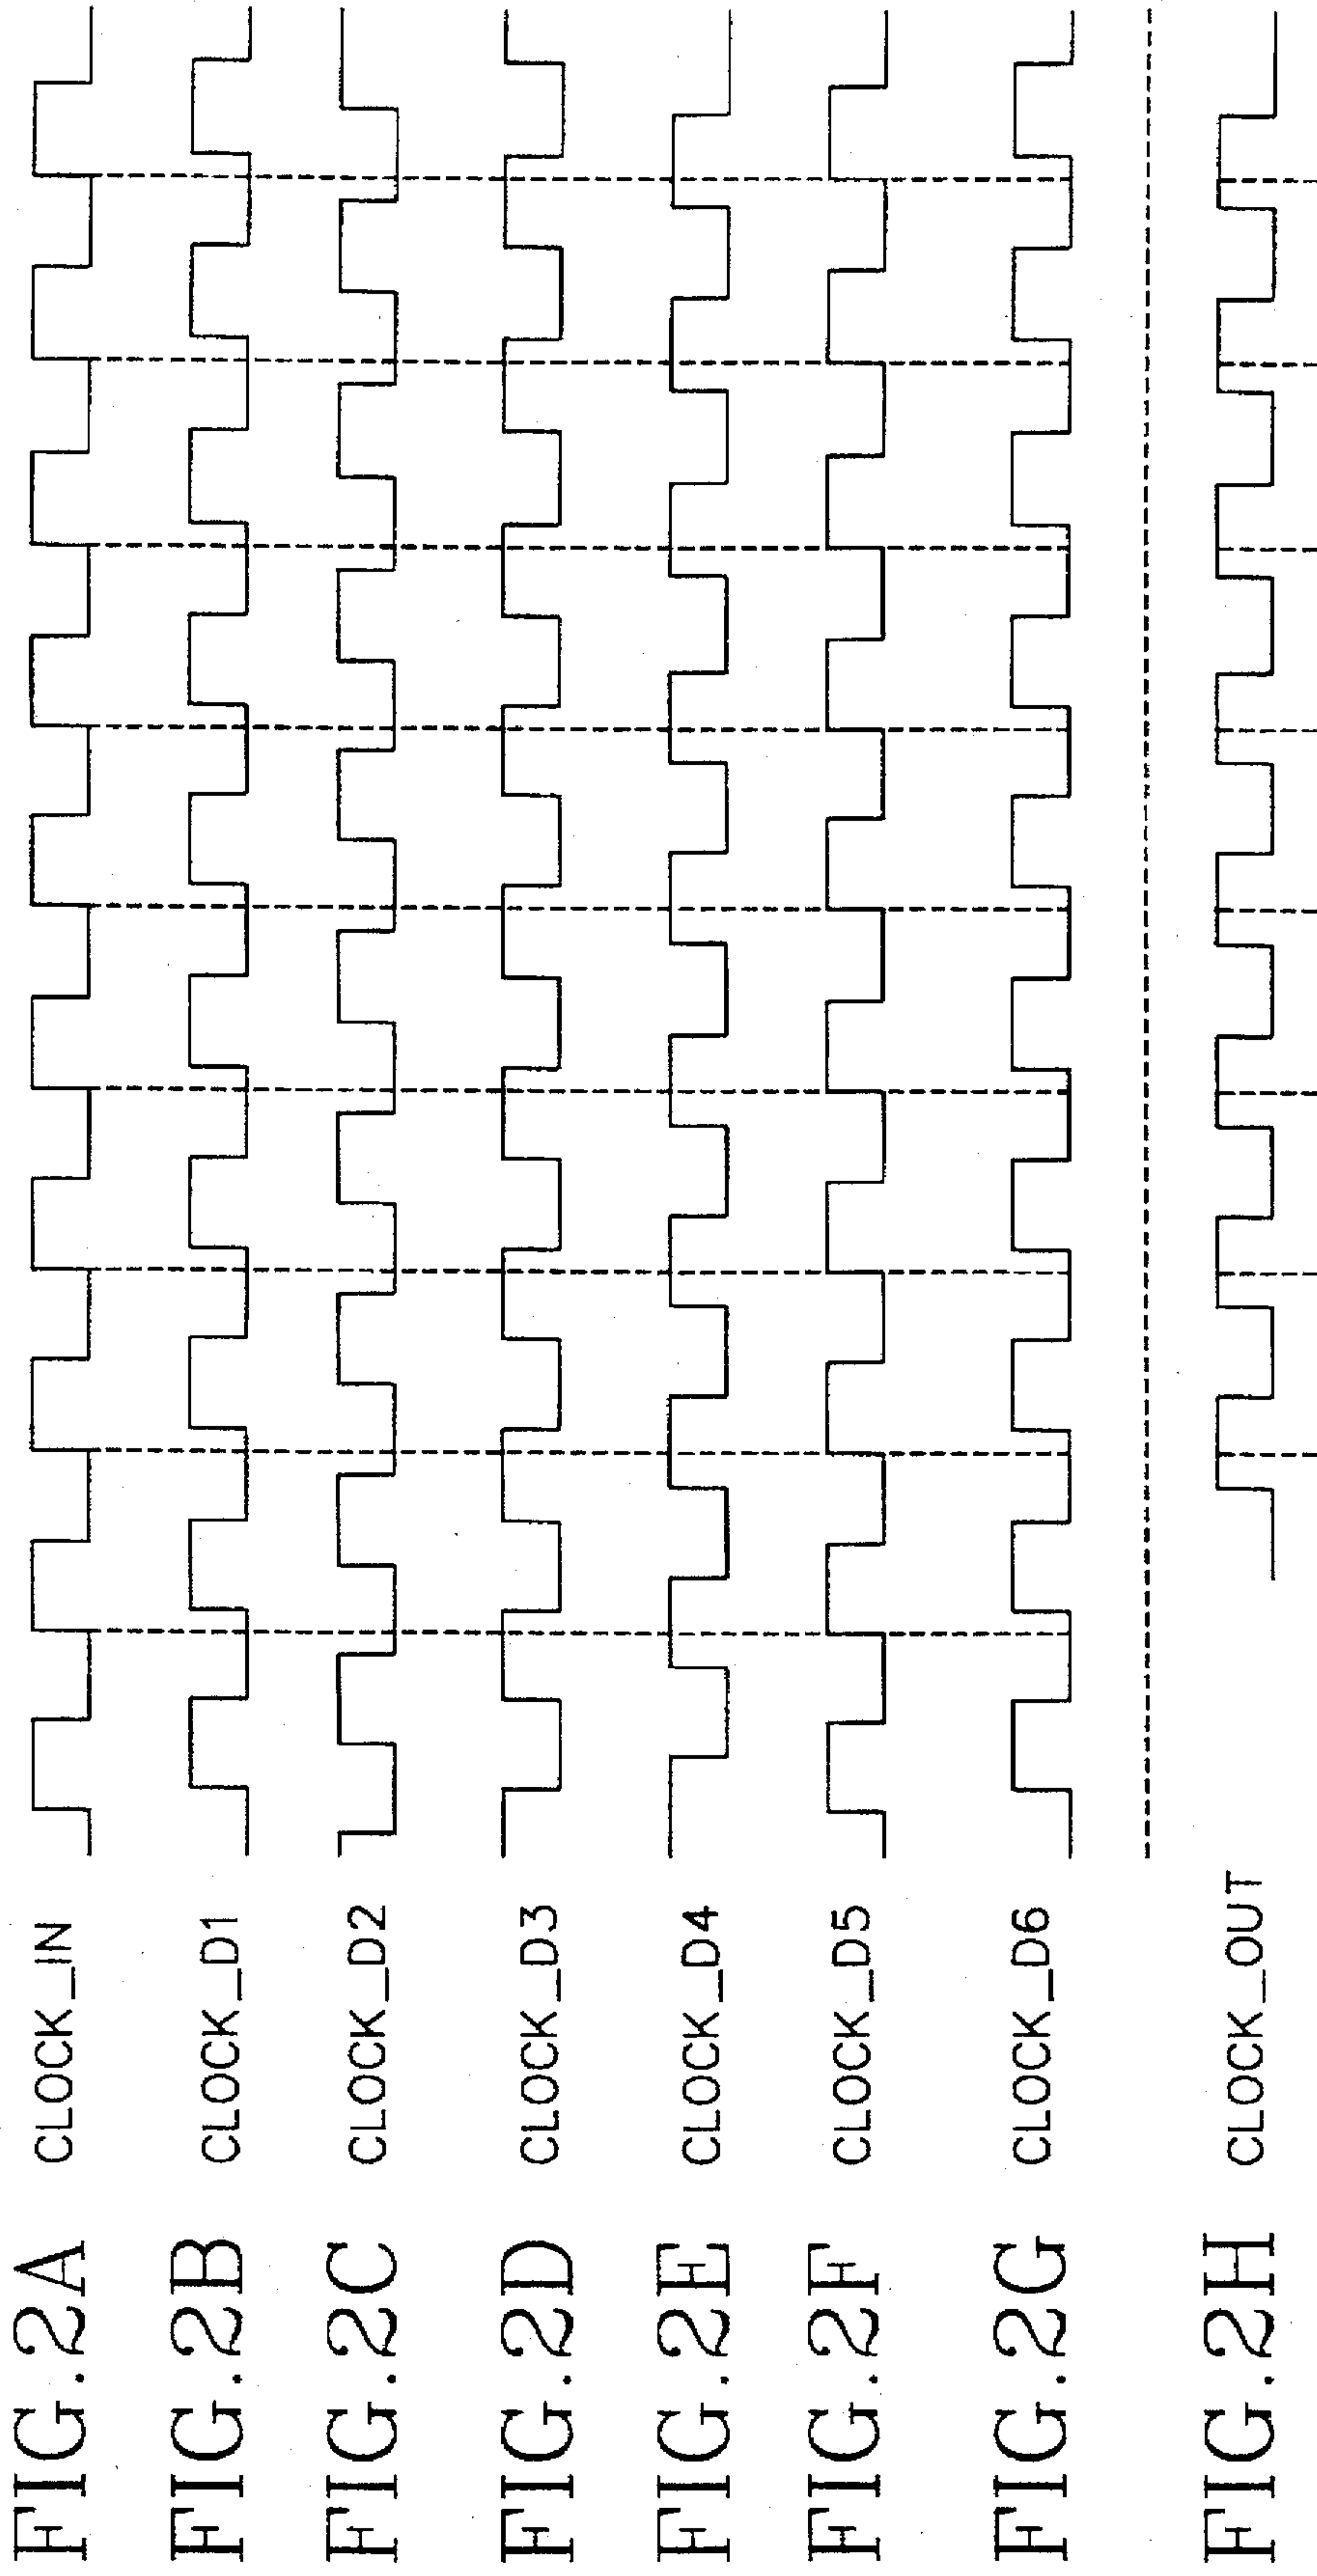 FIG.2A CLOCK_IN
FIG.2B CLOCK_D1
FIG.2C CLOCK_D2
FIG.2D CLOCK_D3
FIG.2E CLOCK_D4
FIG.2F CLOCK_D5
FIG.2G CLOCK_D6
FIG.2H CLOCK_OUT